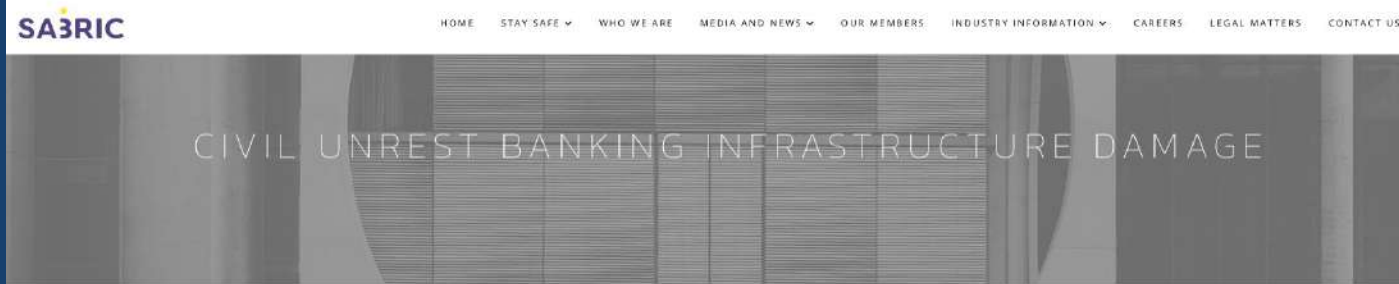 SABRIC
HOME STAY SAFE WHO WE ARE MEDIA AND NEWS OUR MEMBERS INDUSTRY INFORMATION CAREERS LEGAL MATTERS CONTACT US
CIVIL UNREST BANKING INFRASTRUCTURE DAMAGE